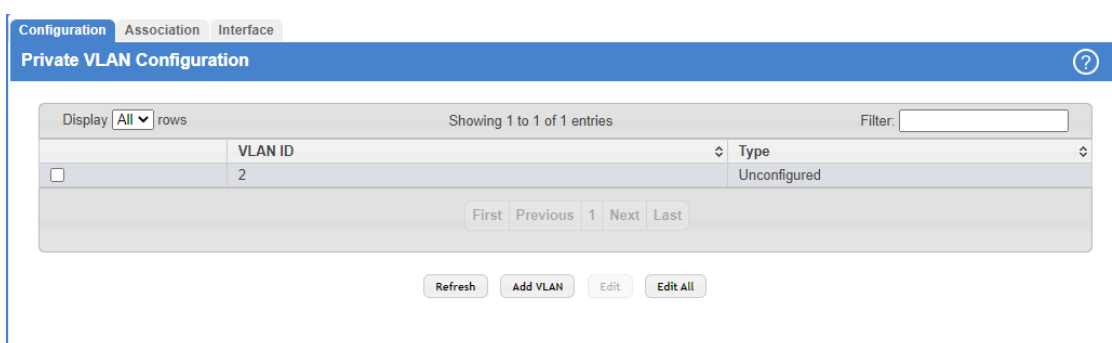 Configuration Association Interface
Private VLAN Configuration ?
Display All rows Showing 1 to 1 of 1 entries Filter:
VLAN ID Type
2 Unconfigured
First Previous 1 Next Last
Refresh Add VLAN Edit Edit All